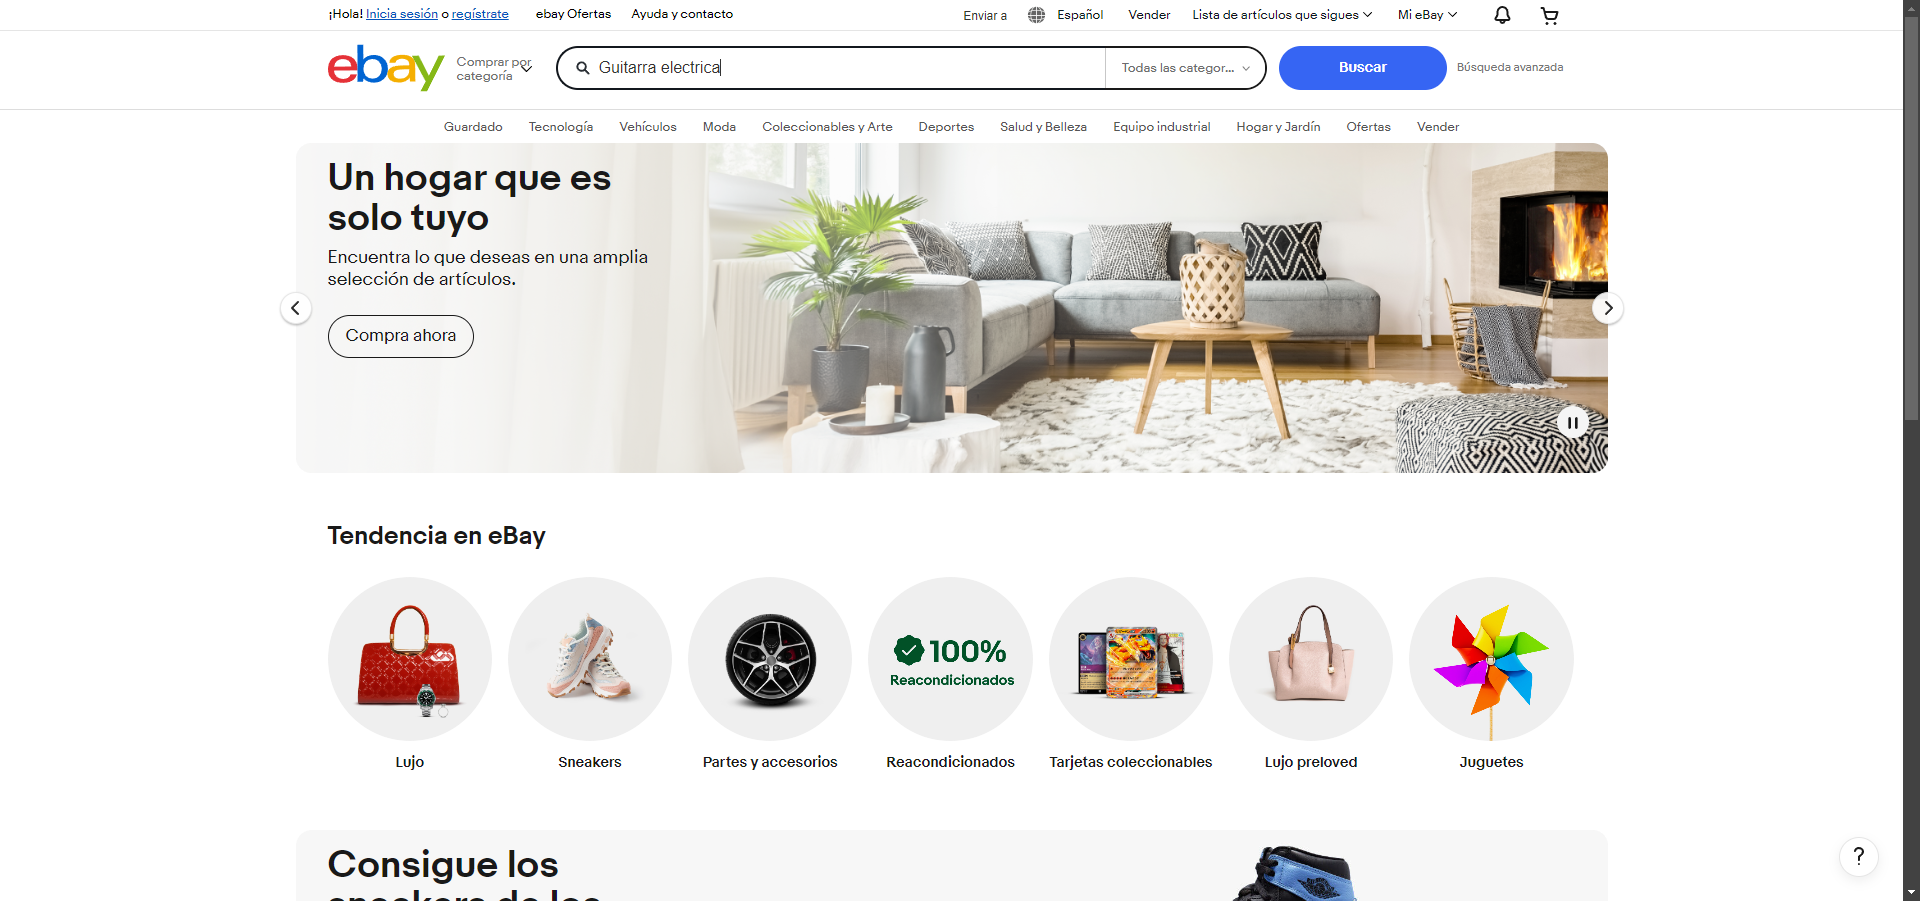 ¡Hola! Inicia sesión o regístrate
ebay Ofertas
Ayuda y contacto
Enviar a
Español
Vender
Lista de artículos que sigues
Mi eBay
ebay
Comprar por
categoría
Guitarra electrica
Todas las categor...
Buscar
Búsqueda avanzada
Guardado
Tecnología
Vehículos
Moda
Coleccionables y Arte
Deportes
Salud y Belleza
Equipo industrial
Hogar y Jardín
Ofertas
Vender
Un hogar que es
solo tuyo
Encuentra lo que deseas en una amplia
selección de artículos.
Compra ahora
Tendencia en eBay
100%
Reacondicionados
Lujo
Sneakers
Partes y accesorios
Reacondicionados
Tarjetas coleccionables
Lujo preloved
Juguetes
Consigue los
sneakers de los
?